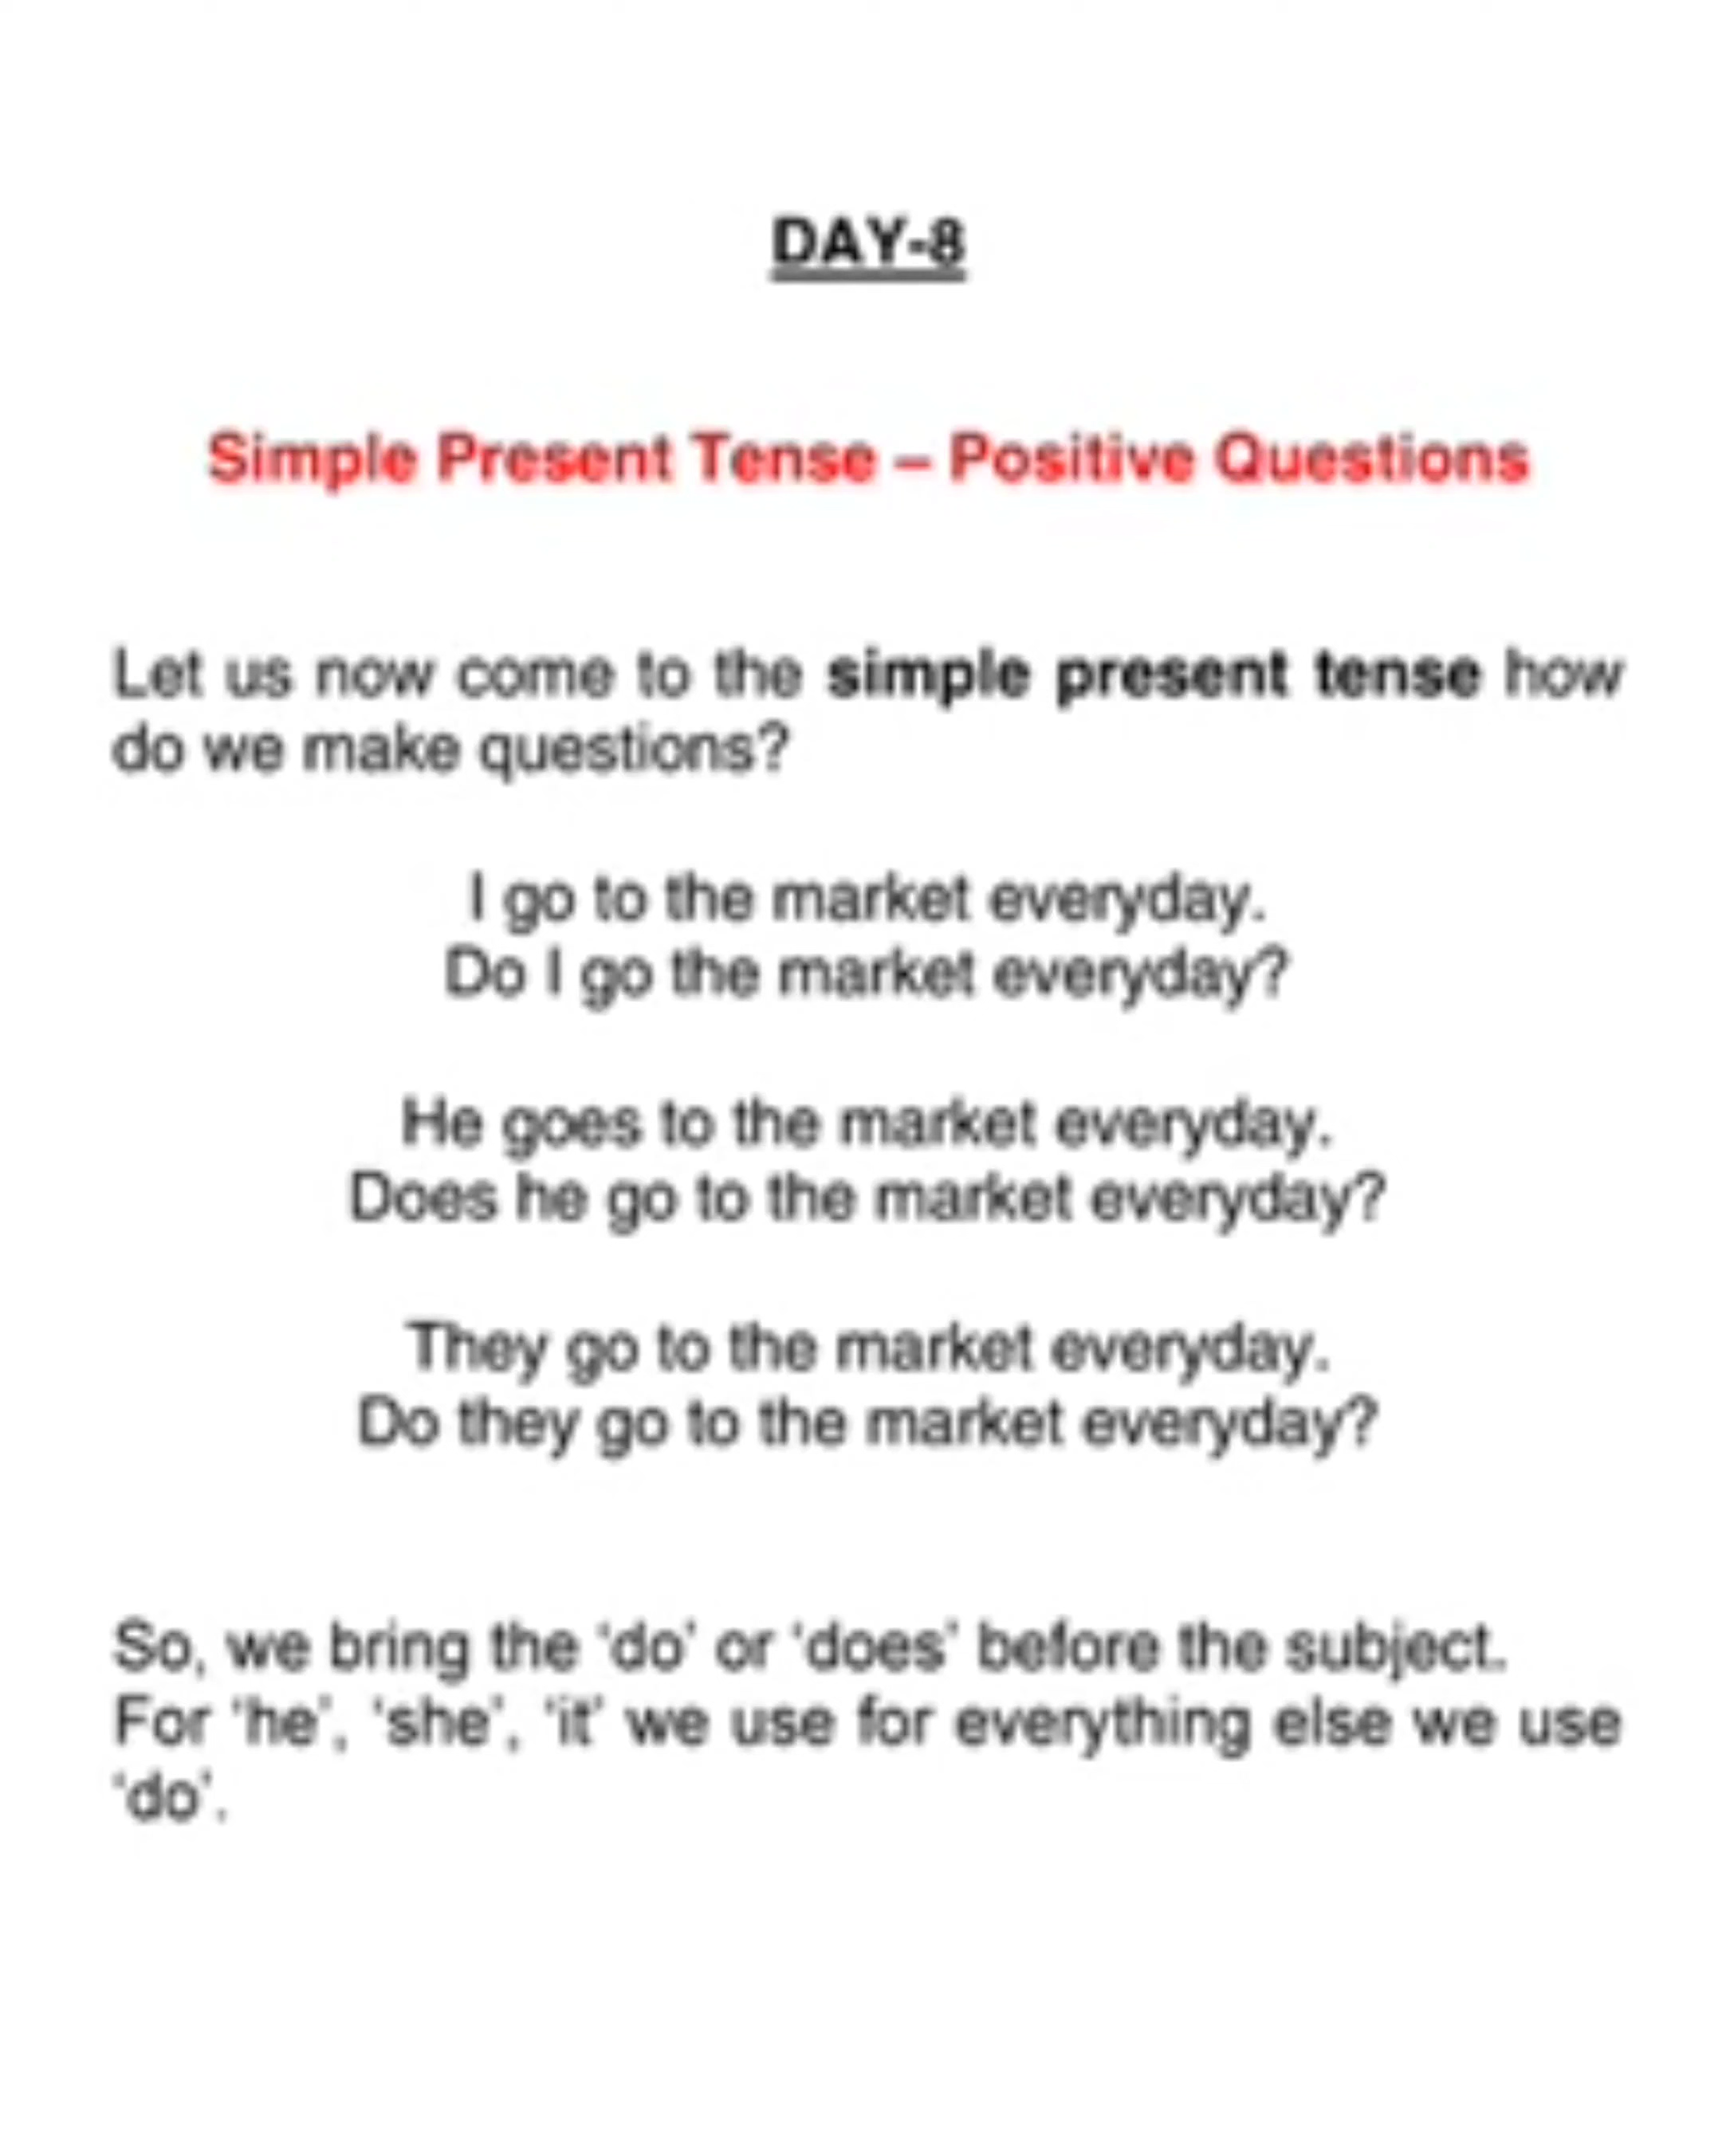 DAY-8
Simple Present Tense – Positive Questions
Let us now come to the simple present tense how
do we make questions?
I go to the market everyday.
Do I go the market everyday?
He goes to the market everyday.
Does he go to the market everyday?
They go to the market everyday.
Do they go to the market everyday?
So, we bring the ‘do’ or ‘does’ before the subject.
For ‘he’, ‘she’, ‘it’ we use for everything else we use
‘do’.